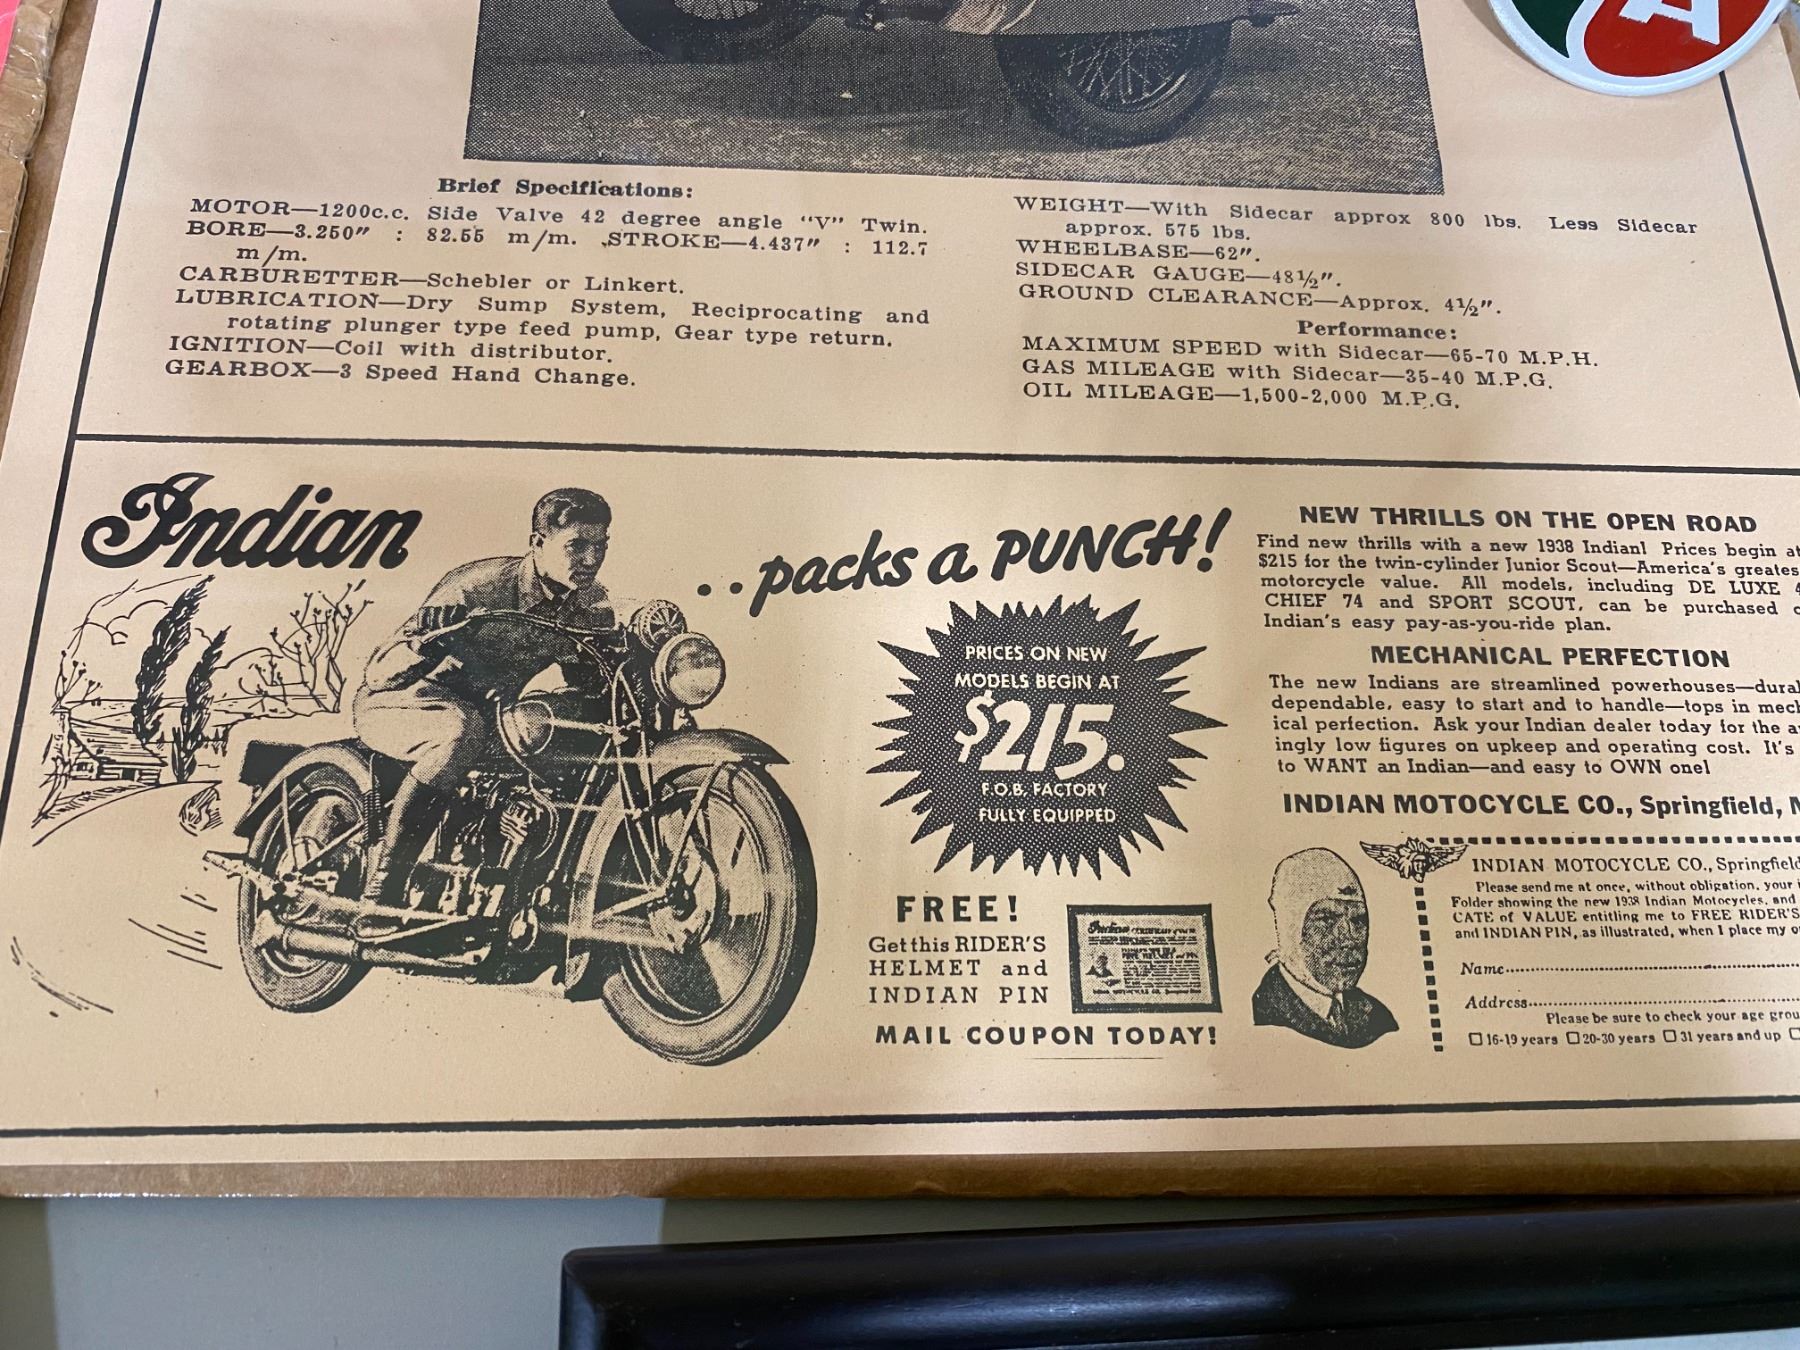 A
Brief Specifications:
MOTOR—1200c.c. Side Valve 42 degree angle "V" Twin.
BORE—3.250" : 82.55 m/m. STROKE—4.437" : 112.7
m/m.
CARBURETTER—Schebler or Linkert.
LUBRICATION—Dry Sump System, Reciprocating and
rotating plunger type feed pump, Gear type return.
IGNITION—Coil with distributor.
GEARBOX—3 Speed Hand Change.
WEIGHT—With Sidecar approx 800 lbs. Less Sidecar
approx. 575 lbs.
WHEELBASE—62".
SIDECAR GAUGE—48½".
GROUND CLEARANCE—Approx. 4½".
Performance:
MAXIMUM SPEED with Sidecar—65-70 M.P.H.
GAS MILEAGE with Sidecar—35-40 M.P.G.
OIL MILEAGE—1,500-2,000 M.P.G.
Indian
..packs a PUNCH!
PRICES ON NEW
MODELS BEGIN AT
$215.
F.O.B. FACTORY
FULLY EQUIPPED
FREE!
Get this RIDER'S
HELMET and
INDIAN PIN
MAIL COUPON TODAY!
Indian
NEW THRILLS ON THE OPEN ROAD
Find new thrills with a new 1938 Indian! Prices begin at
$215 for the twin-cylinder Junior Scout—America's greates
motorcycle value. All models, including DE LUXE 4
CHIEF 74 and SPORT SCOUT, can be purchased
Indian's easy pay-as-you-ride plan.
MECHANICAL PERFECTION
The new Indians are streamlined powerhouses—dura
dependable, easy to start and to handle—tops in mech
ical perfection. Ask your Indian dealer today for the a
ingly low figures on upkeep and operating cost. It's
to WANT an Indian—and easy to OWN one!
INDIAN MOTOCYCLE CO., Springfield, 
INDIAN MOTOCYCLE CO., Springfield
Please send me at once, without obligation, your
Folder showing the new 1938 Indian Motocycles, and
CATE of VALUE entitling me to FREE RIDER'S
and INDIAN PIN, as illustrated, when I place my o
Name
Address
Please be sure to check your age grou
☐ 16-19 years ☐ 20-30 years ☐ 31 years and up ☐